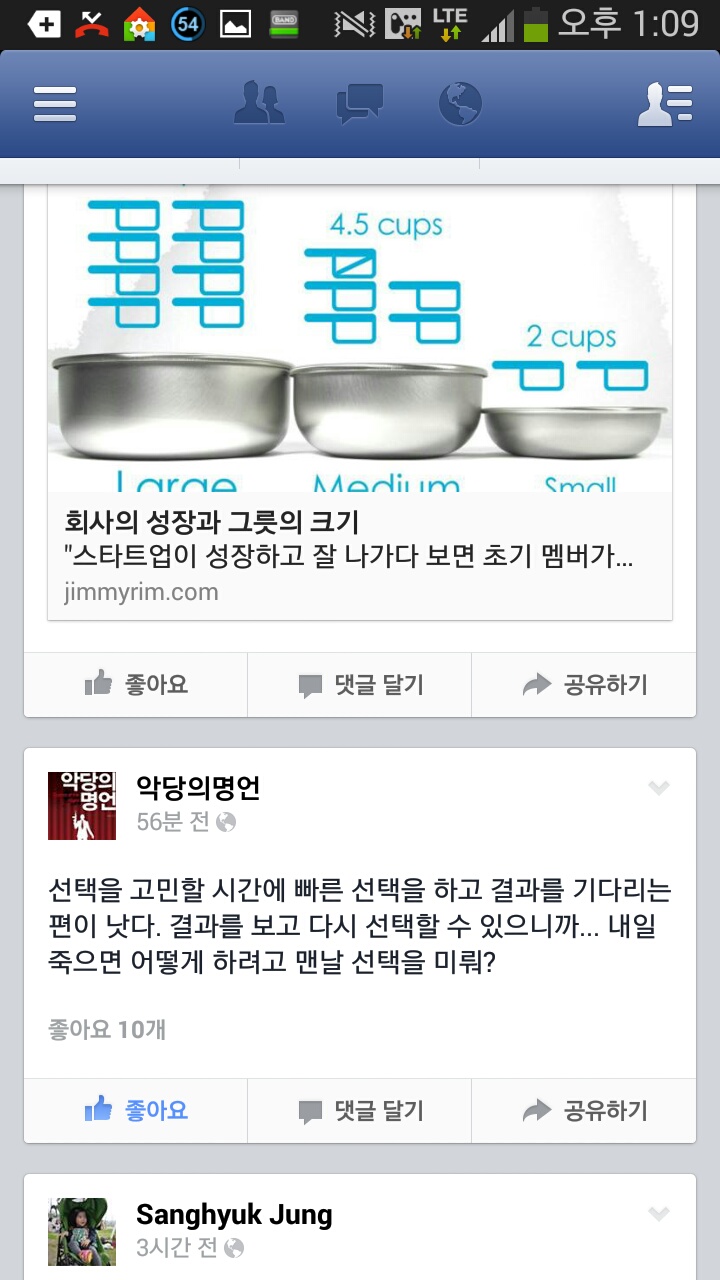 54
BAND
LTE
오후 1:09
4.5 cups
2 cups
Large
Medium
Small
회사의 성장과 그릇의 크기
"스타트업이 성장하고 잘 나가다 보면 초기 멤버가...
jimmyrim.com
좋아요
댓글 달기
공유하기
악당의
명언
악당의명언
56분 전
선택을 고민할 시간에 빠른 선택을 하고 결과를 기다리는
편이 낫다. 결과를 보고 다시 선택할 수 있으니까... 내일
죽으면 어떻게 하려고 맨날 선택을 미뤄?
좋아요 10개
좋아요
댓글 달기
공유하기
Sanghyuk Jung
3시간 전